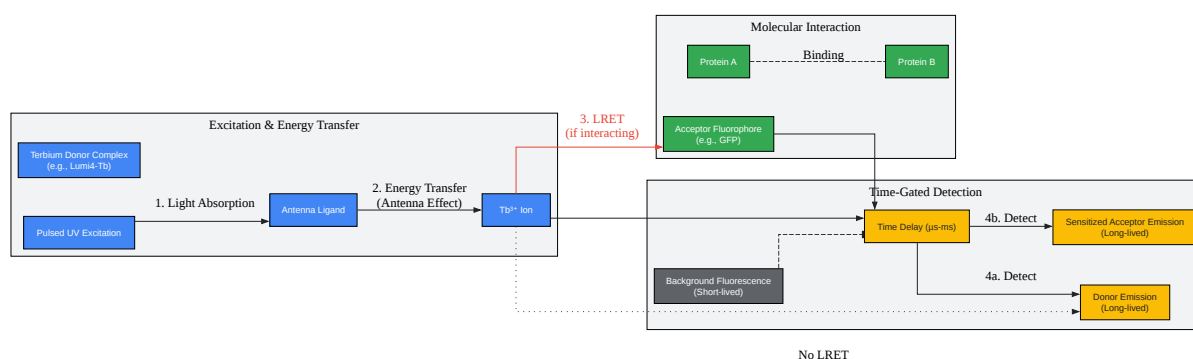 Molecular Interaction
Protein A
Binding
Protein B
3. LRET
(if interacting)
Acceptor Fluorophore
(e.g., GFP)
Excitation & Energy Transfer
Terbium Donor Complex
(e.g., Lumi4-Tb)
1. Light Absorption
2. Energy Transfer
(Antenna Effect)
Pulsed UV Excitation
Antenna Ligand
Tb³⁺ Ion
Time-Gated Detection
Time Delay (µs-ms)
4b. Detect
Sensitized Acceptor Emission
(Long-lived)
Background Fluorescence
(Short-lived)
4a. Detect
Donor Emission
(Long-lived)
No LRET